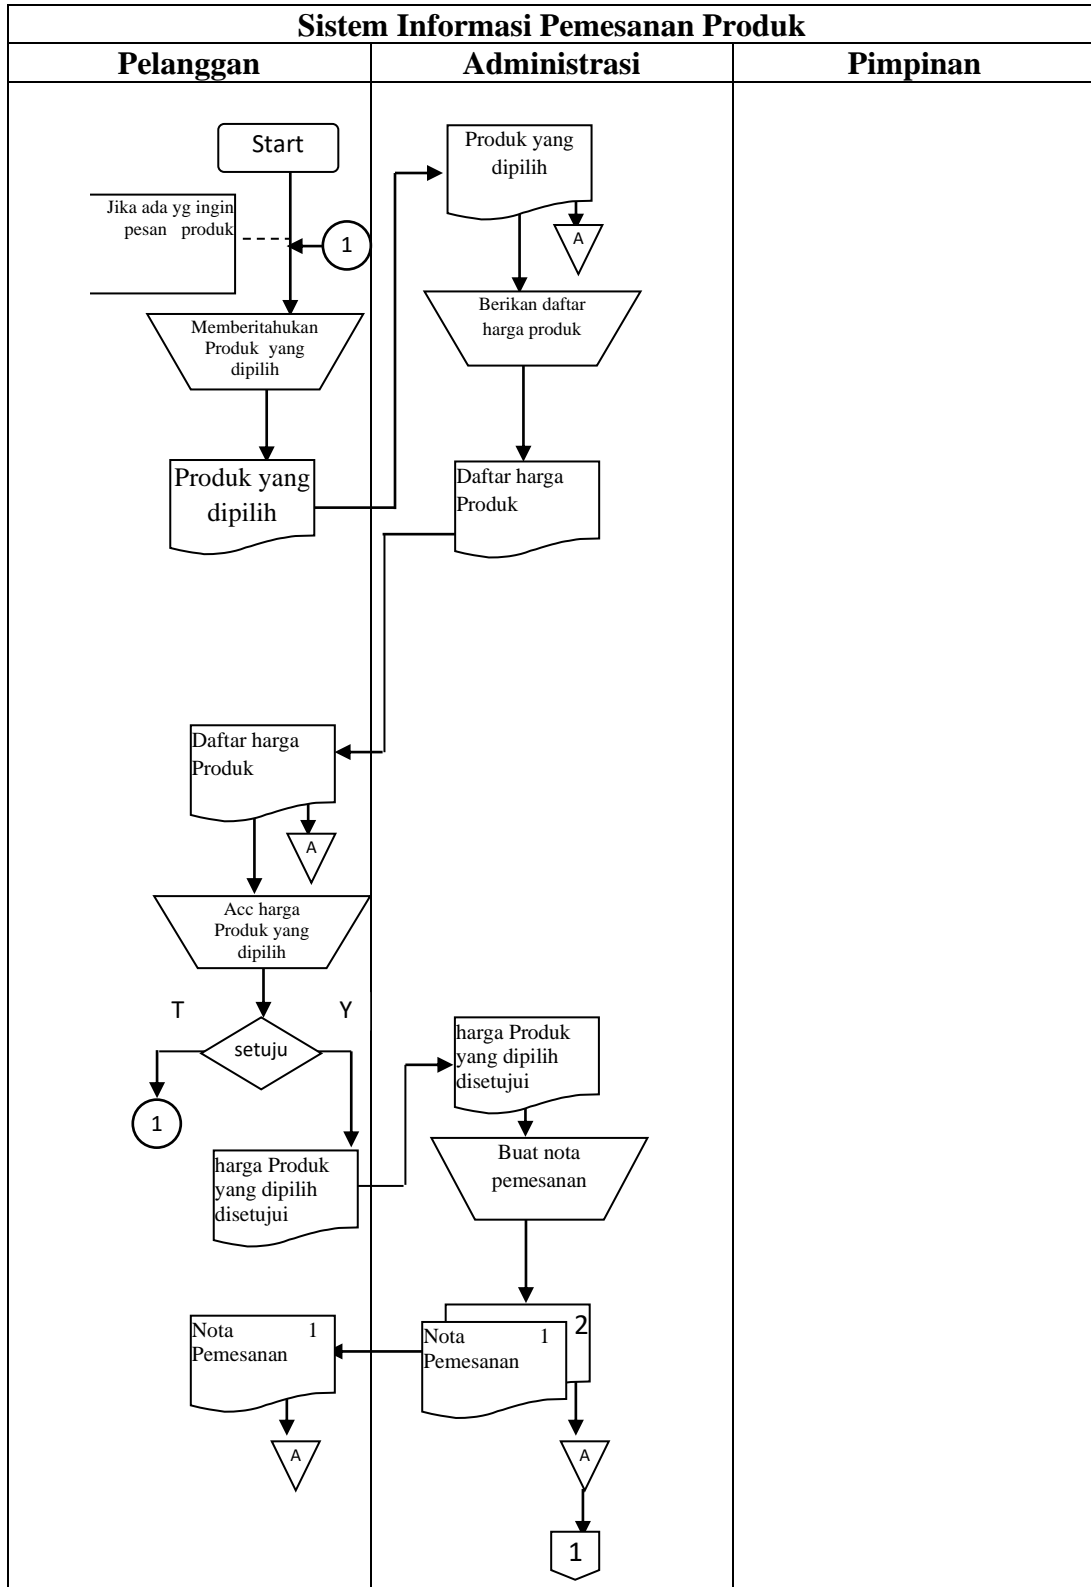 Sistem Informasi Pemesanan Produk
Pelanggan
Administrasi
Pimpinan
Start
Jika ada yg ingin
pesan produk
1
Memberitahukan
Produk yang
dipilih
Produk yang
dipilih
Produk yang
dipilih
A
Berikan daftar
harga produk
Daftar harga
Produk
Daftar harga
Produk
A
Acc harga
Produk yang
dipilih
T
Y
setuju
1
harga Produk
yang dipilih
disetujui
harga Produk
yang dipilih
disetujui
Buat nota
pemesanan
2
Nota 1
Pemesanan
Nota 1
Pemesanan
A
A
1